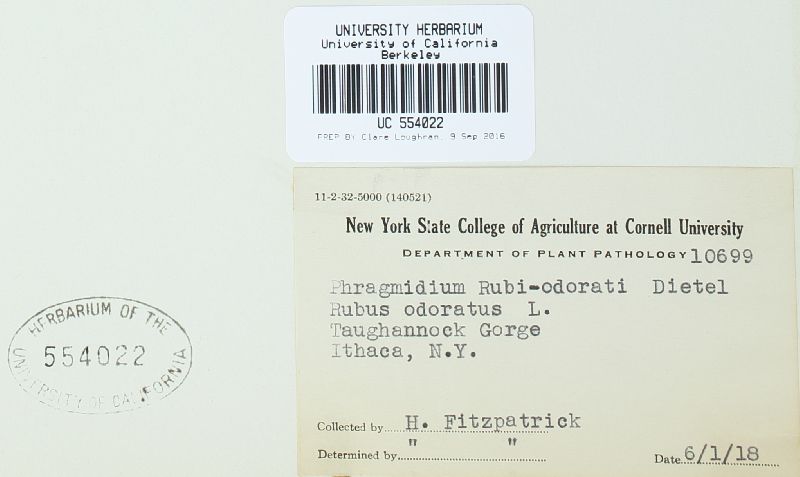 UNIVERSITY HERBARIUM
University of California
Berkeley
UC 554022
PREP BY Clare Loughran, 9 Sep 2016
11-2-32-5000 (140521)
New York State College of Agriculture at Cornell University
DEPARTMENT OF PLANT PATHOLOGY 10699
Phragmidium Rubi-odorati Dietel
Rubus odoratus L.
Taughannock Gorge
Ithaca, N.Y.
HERBARIUM OF THE
554022
UNIVERSITY OF CALIFORNIA
Collected by H. Fitzpatrick
Determined by " "
Date 6/1/18